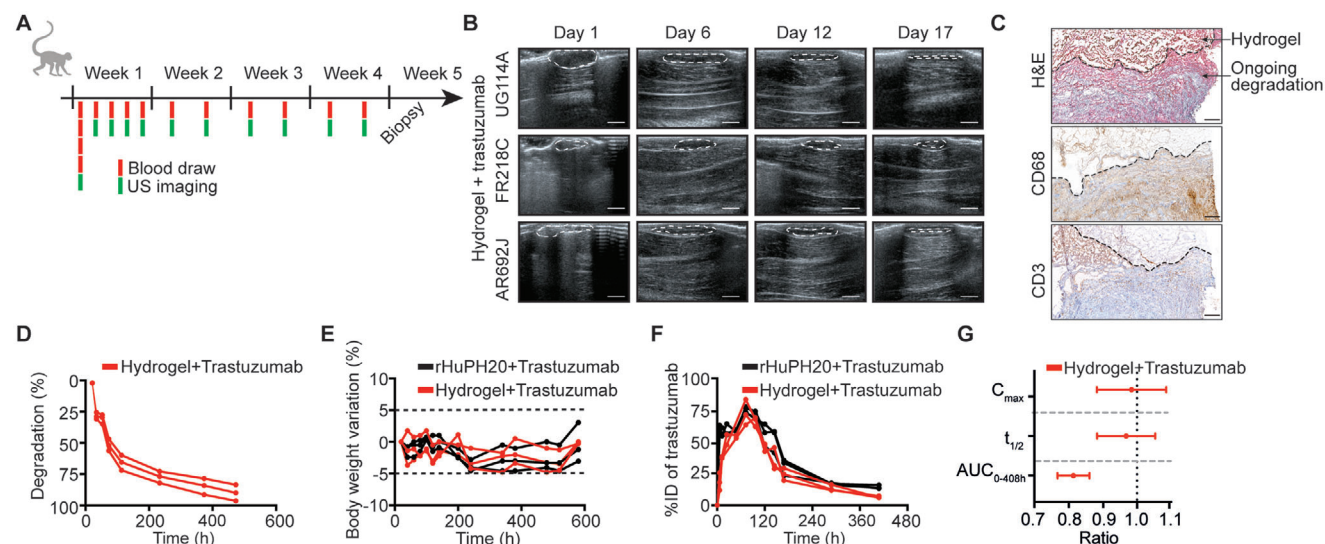 A
Week 1 Week 2 Week 3 Week 4 Week 5
Biopsy
Blood draw
US imaging
B
Day 1 Day 6 Day 12 Day 17
Hydrogel + trastuzumab
UG114A
FR218C
AR692J
C
H&E
CD68
CD3
Hydrogel
Ongoing
degradation
D
Hydrogel+Trastuzumab
Degradation (%)
0
25
50
75
100
0 200 400 600
Time (h)
E
rHuPH20+Trastuzumab
Hydrogel+Trastuzumab
Body weight variation (%)
10
5
0
-5
-10
0 200 400 600
Time (h)
F
rHuPH20+Trastuzumab
Hydrogel+Trastuzumab
%ID of trastuzumab
100
75
50
25
0
0 120 240 360 480
Time (h)
G
Hydrogel+Trastuzumab
Cmax
t1/2
AUC0-408h
0.7 0.8 0.9 1.0 1.1
Ratio